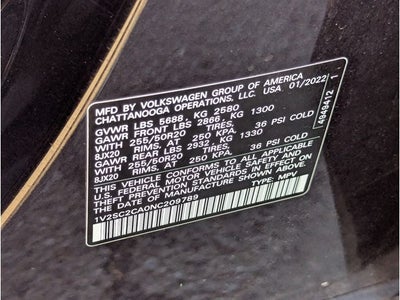 MFD BY VOLKSWAGEN GROUP OF AMERICA
CHATTANOOGA OPERATIONS, LLC. USA 01/2022
GVWR LBS 5688, KG 2580
GAWR FRONT LBS 2866, KG 1300
WITH 255/50R20 TIRES,
8JX20 RIMS, AT 250 KPA, 36 PSI COLD
GAWR REAR LBS 2932, KG 1330
WITH 255/50R20 TIRES,
8JX20 RIMS, AT 250 KPA, 36 PSI COLD
THIS VEHICLE CONFORMS TO ALL APPLICABLE
U.S. FEDERAL MOTOR VEHICLE SAFETY AND
THEFT PREVENTION STANDARDS IN EFFECT ON
THE DATE OF MANUFACTURE SHOWN ABOVE.
1V2SC2CA0NC209789 TYPE: MPV
4949412 1